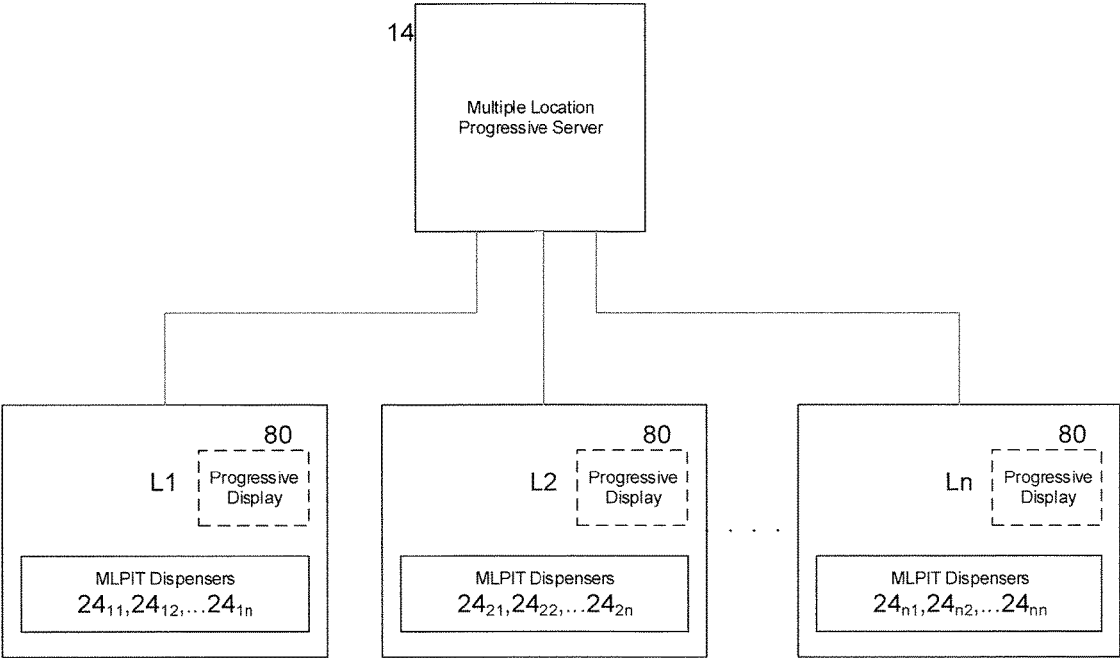 14
Multiple Location
Progressive Server
80
L1
Progressive
Display
MLPIT Dispensers
24₁₁,24₁₂,...24₁ₙ
80
L2
Progressive
Display
. . .
MLPIT Dispensers
24₂₁,24₂₂,...24₂ₙ
80
Ln
Progressive
Display
MLPIT Dispensers
24ₙ₁,24ₙ₂,...24ₙₙ